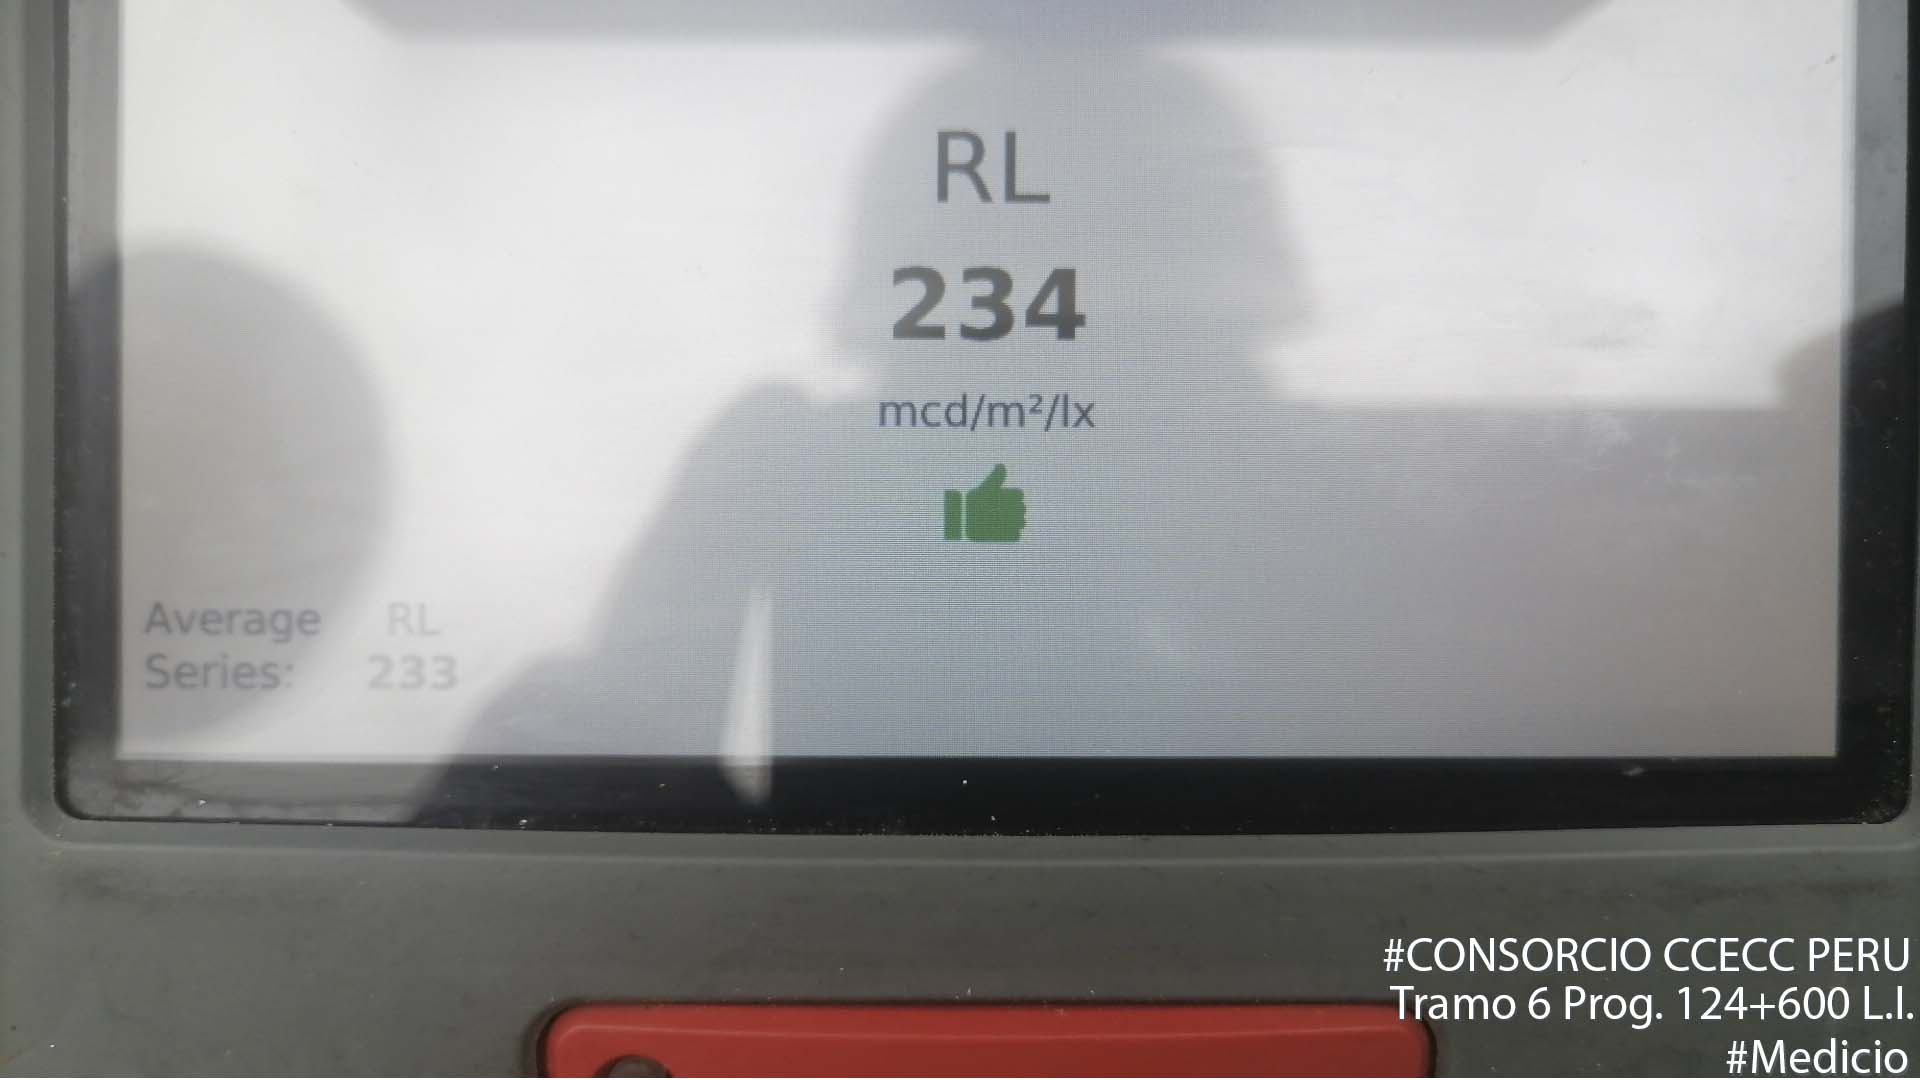 RL
234
mcd/m²/lx
Average RL
Series: 233
#CONSORCIO CCECC PERU
Tramo 6 Prog. 124+600 L.I.
#Medicio